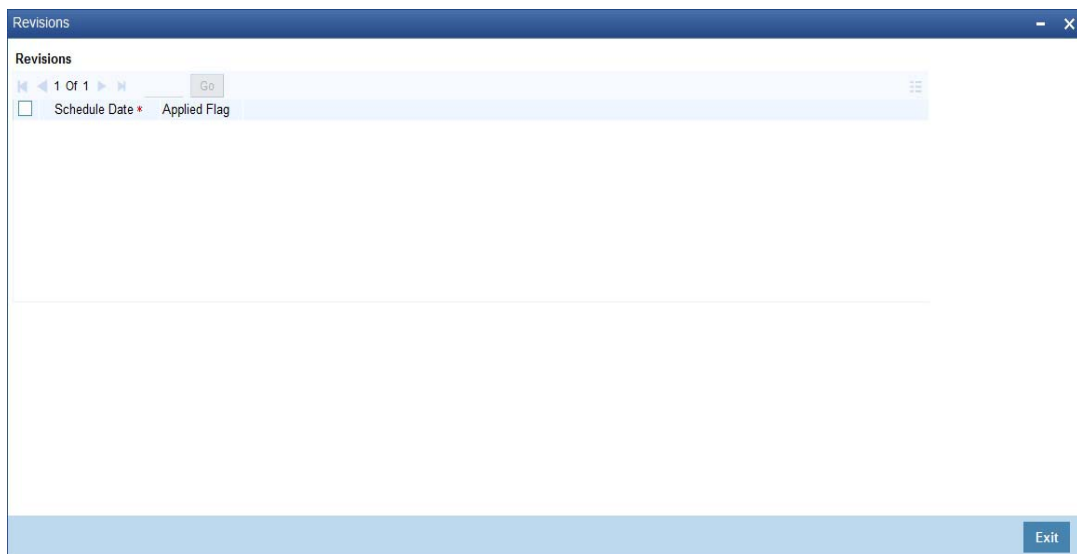 Revisions
Revisions
1 Of 1 Go
Schedule Date * Applied Flag
Exit